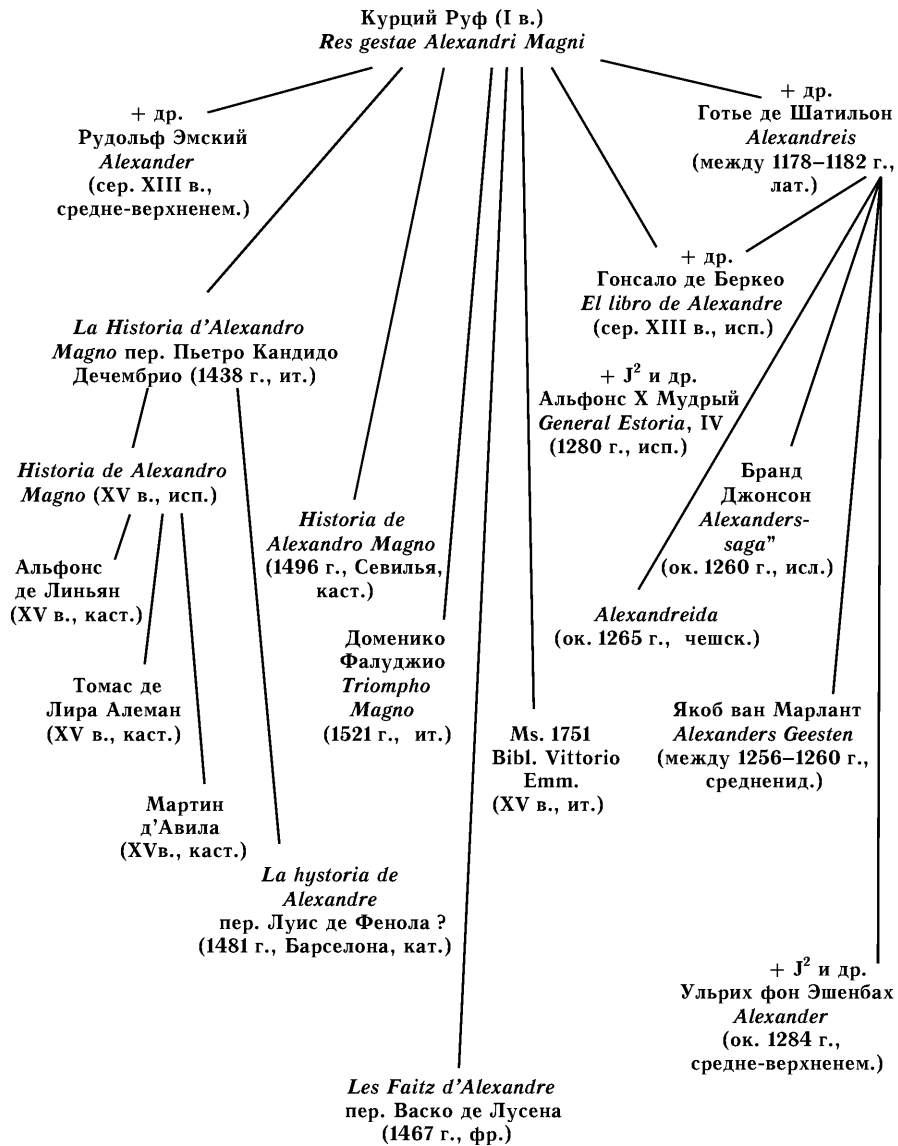 Курций Руф (I в.)
Res gestae Alexandri Magni
+ др.
Рудольф Эмский
Alexander
(сер. XIII в.,
средне-верхненем.)
+ др.
Готье де Шатильон
Alexandreis
(между 1178–1182 г.,
лат.)
+ др.
Гонсало де Беркео
El libro de Alexandre
(сер. XIII в., исп.)
La Historia d'Alexandro
Magno пер. Пьетро Кандидо
Дечембрио (1438 г., ит.)
+ J² и др.
Альфонс X Мудрый
General Estoria, IV
(1280 г., исп.)
Historia de Alexandro
Magno (XV в., исп.)
Бранд
Джонсон
Alexanders-
saga”
(ок. 1260 г., исл.)
Historia de
Alexandro Magno
(1496 г., Севилья,
каст.)
Альфонс
де Линьян
(XV в., каст.)
Alexandreida
(ок. 1265 г., чешск.)
Доменико
Фалуджио
Triompho
Magno
(1521 г., ит.)
Томас де
Лира Алеман
(XV в., каст.)
Ms. 1751
Bibl. Vittorio
Emm.
(XV в., ит.)
Якоб ван Марлант
Alexanders Geesten
(между 1256–1260 г.,
средненид.)
Мартин
д'Авила
(XVв., каст.)
La hystoria de
Alexandre
пер. Луис де Фенола ?
(1481 г., Барселона, кат.)
+ J² и др.
Ульрих фон Эшенбах
Alexander
(ок. 1284 г.,
средне-верхненем.)
Les Faitz d'Alexandre
пер. Васко де Лусена
(1467 г., фр.)